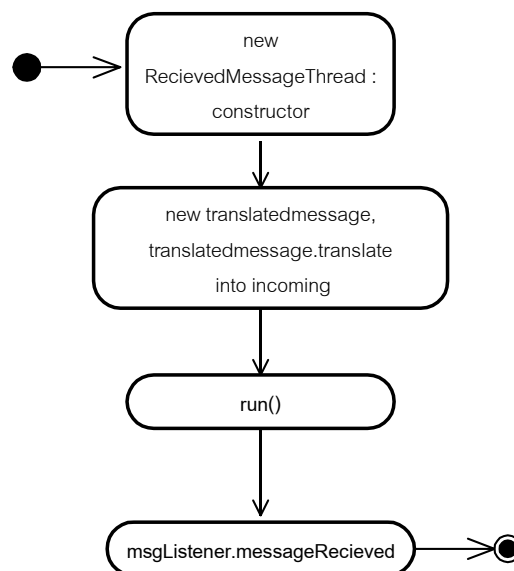 new
RecievedMessageThread :
constructor
new translatedmessage,
translatedmessage.translate
into incoming
run()
msgListener.messageRecieved